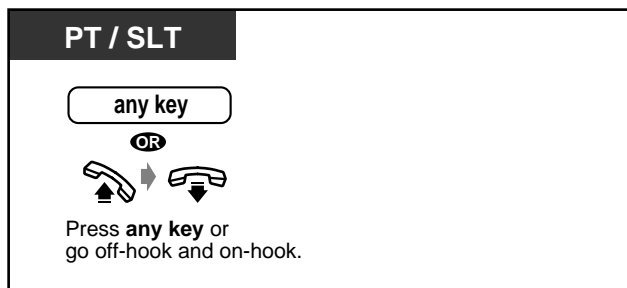 PT / SLT
any key
OR
Press any key or
go off-hook and on-hook.